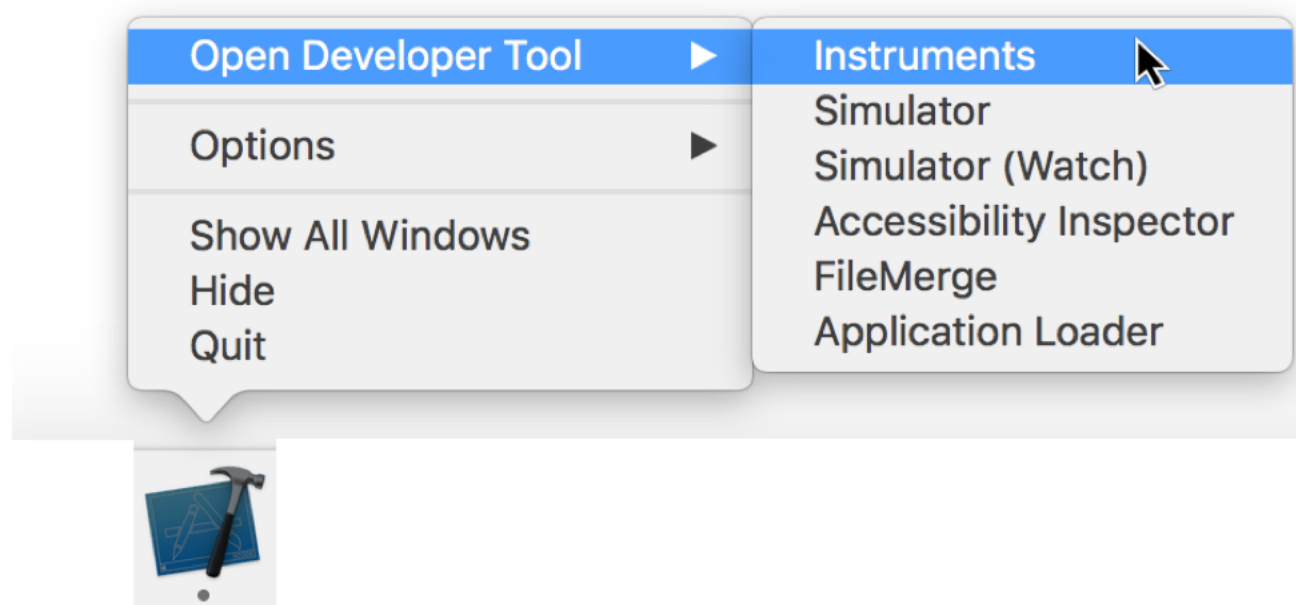 Open Developer Tool
Options
Show All Windows
Hide
Quit
Instruments
Simulator
Simulator (Watch)
Accessibility Inspector
FileMerge
Application Loader